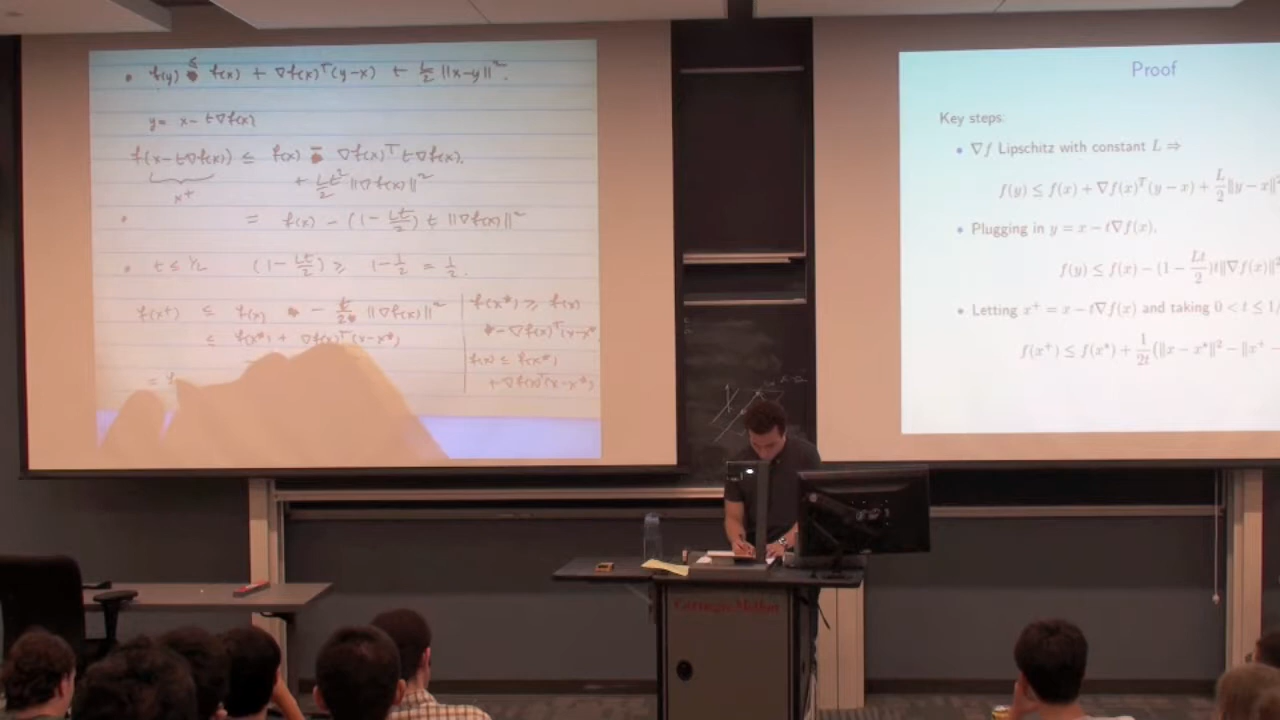 • f(y) ≤ f(x) + ∇f(x)ᵀ(y-x) + L/2 ||x-y||².
y = x - t∇f(x)
f(x-t∇f(x)) ≤ f(x) - ∇f(x)ᵀ t∇f(x).
x⁺
+ Lt²/2 ||∇f(x)||²
• = f(x) - (1 - Lt/2) t ||∇f(x)||²
• t ≤ 1/L (1 - Lt/2) ≥ 1 - 1/2 = 1/2.
f(x⁺) ≤ f(x) - t/2 ||∇f(x)||²
≤ f(x*) + ∇f(x)ᵀ(x-x*)
=
f(x*) ≥ f(x)
- ∇f(x)ᵀ(x-x*
f(x) ≤ f(x*)
+ ∇f(x)ᵀ(x-x*)
Proof
Key steps:
• ∇f Lipschitz with constant L ⇒
f(y) ≤ f(x) + ∇f(x)ᵀ(y - x) + L/2 ||y - x||²
• Plugging in y = x - t∇f(x),
f(y) ≤ f(x) - (1 - Lt/2)t||∇f(x)||²
• Letting x⁺ = x - t∇f(x) and taking 0 < t ≤ 1/
f(x⁺) ≤ f(x*) + 1/2t (||x - x*||² - ||x⁺ -
Carnegie Mellon